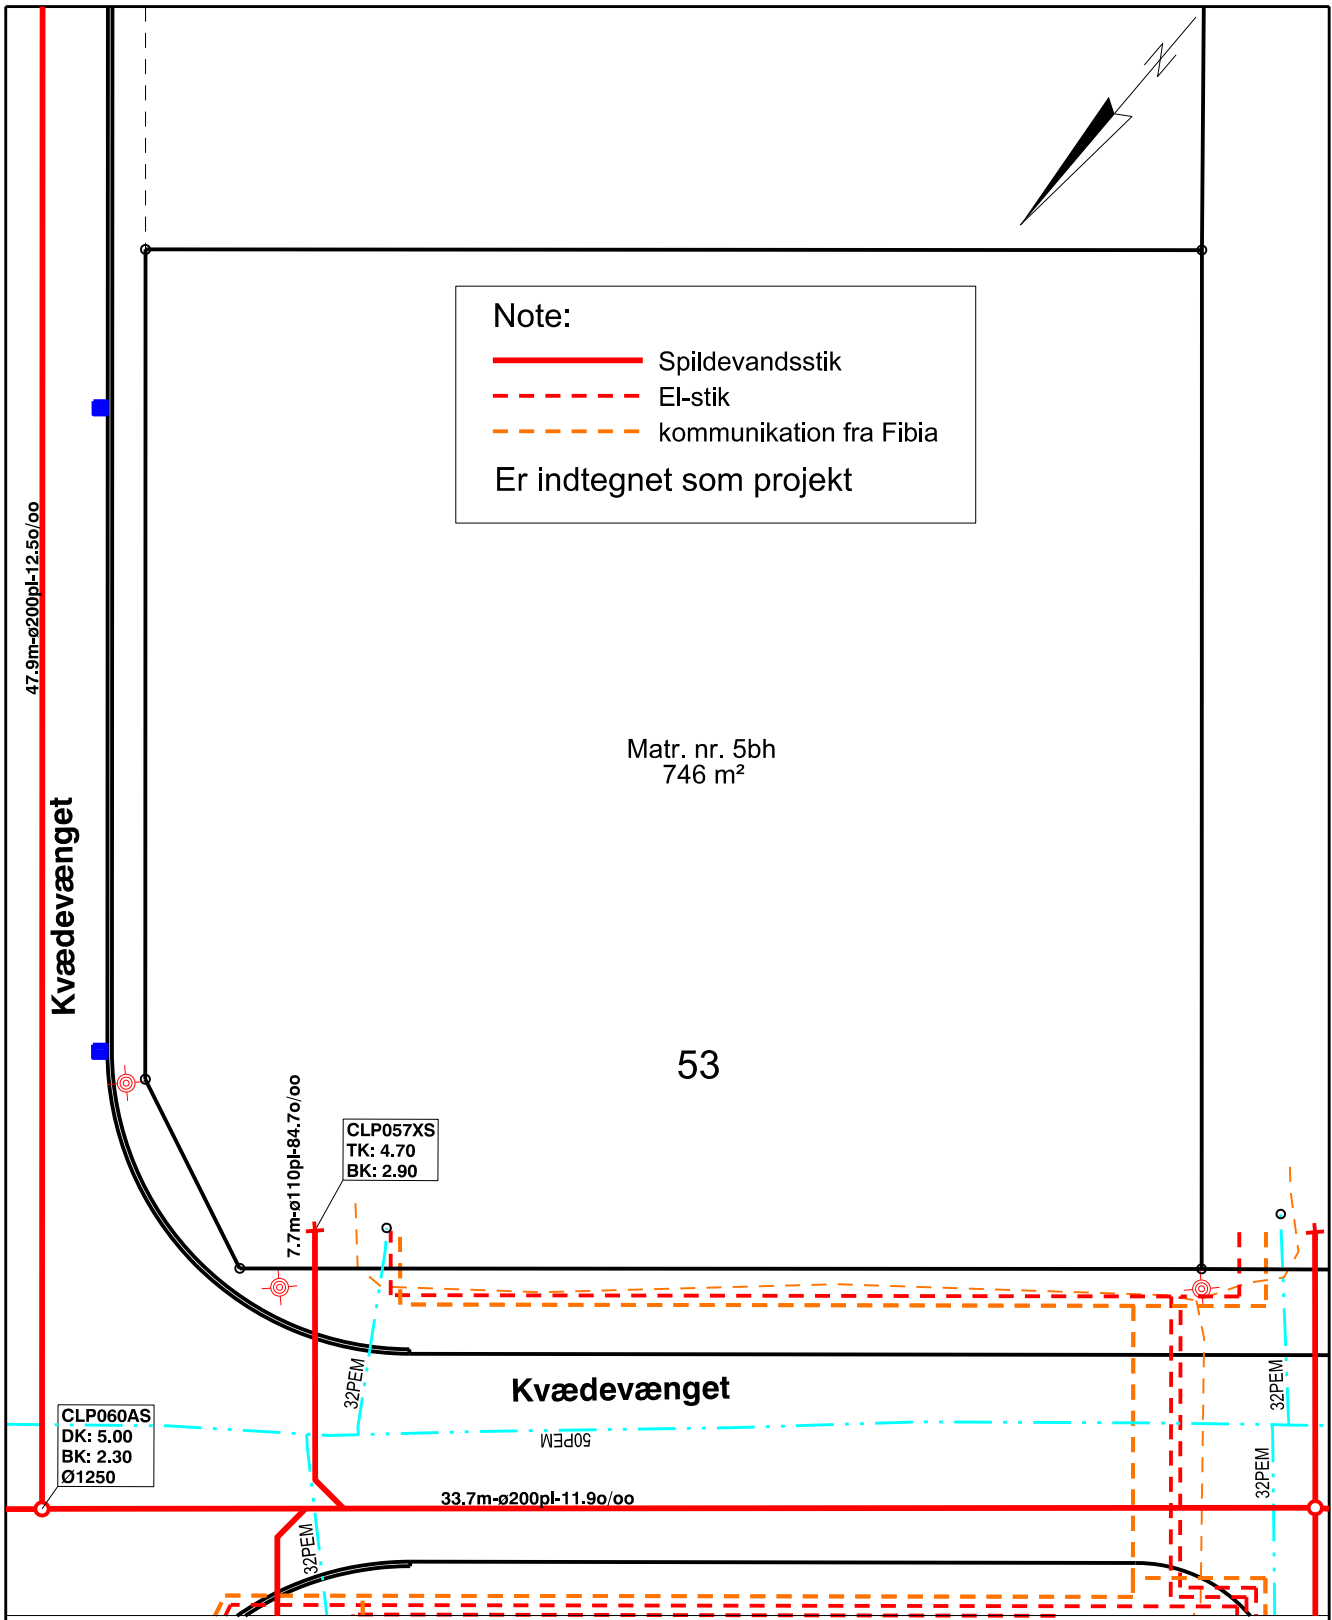 N
Note:
Spildevandsstik
El-stik
kommunikation fra Fibia
Er indtegnet som projekt
47.9m-ø200pl-12.5o/oo
Matr. nr. 5bh
746 m²
Kvædevænget
53
7.7m-ø110pl-84.7o/oo
CLP057XS
TK: 4.70
BK: 2.90
32PEM
32PEM
Kvædevænget
CLP060AS
DK: 5.00
BK: 2.30
Ø1250
50PEM
32PEM
33.7m-ø200pl-11.9o/oo
32PEM